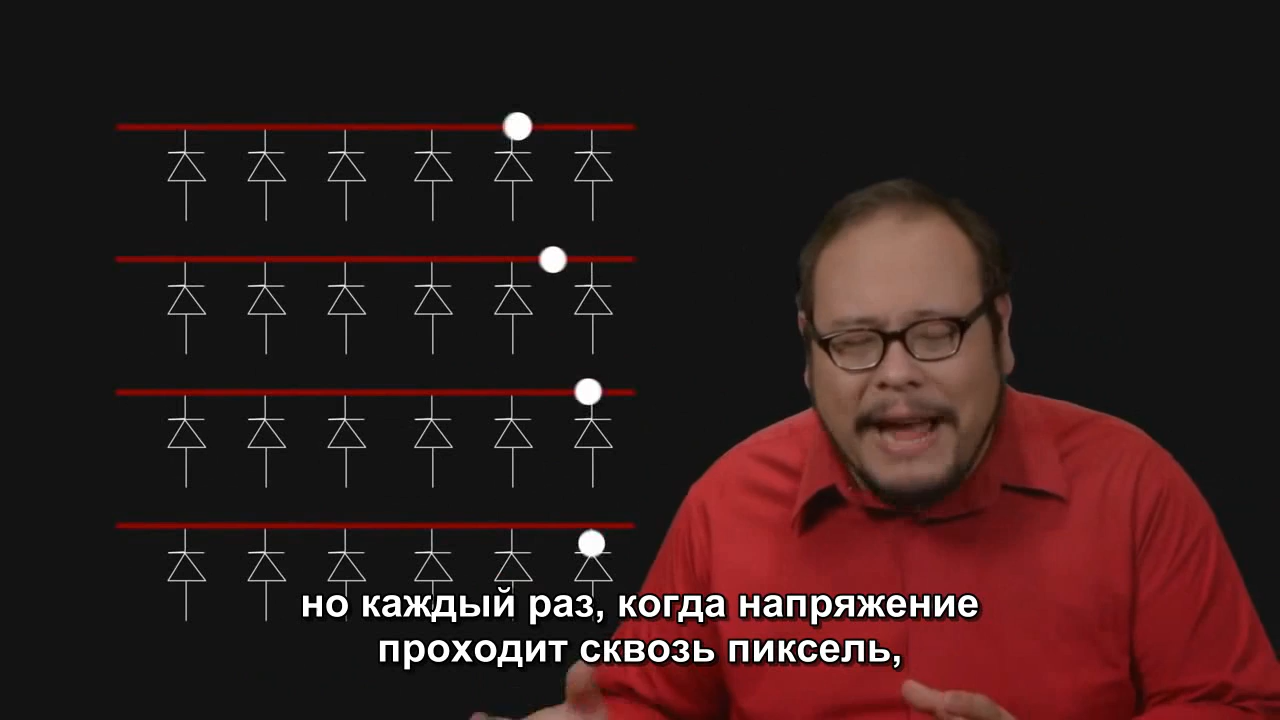 но каждый раз, когда напряжение
проходит сквозь пиксель,